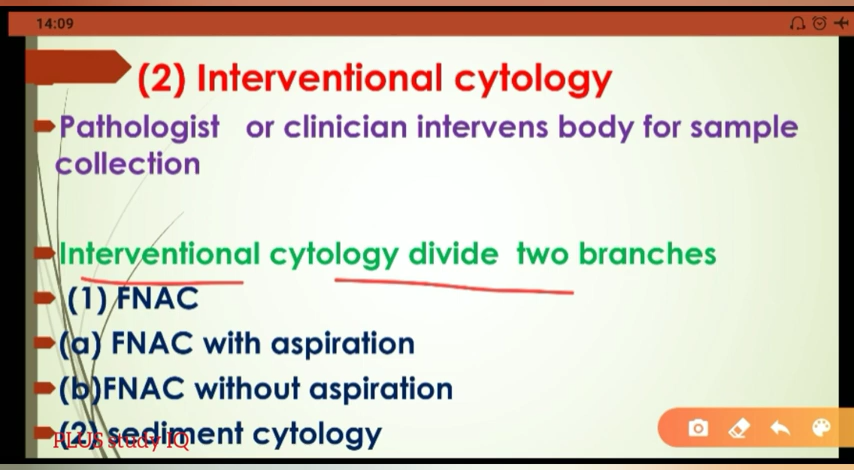 14:09
(2) Interventional cytology
Pathologist or clinician intervens body for sample
collection
Interventional cytology divide two branches
(1) FNAC
(a) FNAC with aspiration
(b)FNAC without aspiration
(2) sediment cytology
PLUS study IQ